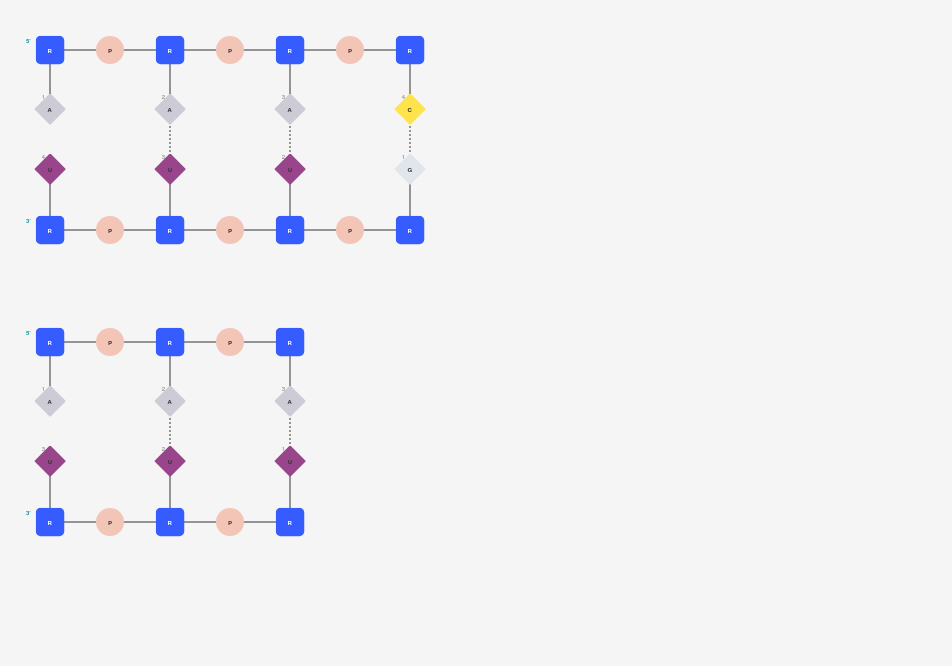 5' R P R P R P R
1 2 3 4
A A A C
4 3 2 1
U U U G
3' R P R P R P R
5' R P R P R
1 2 3
A A A
3 2 1
U U U
3' R P R P R